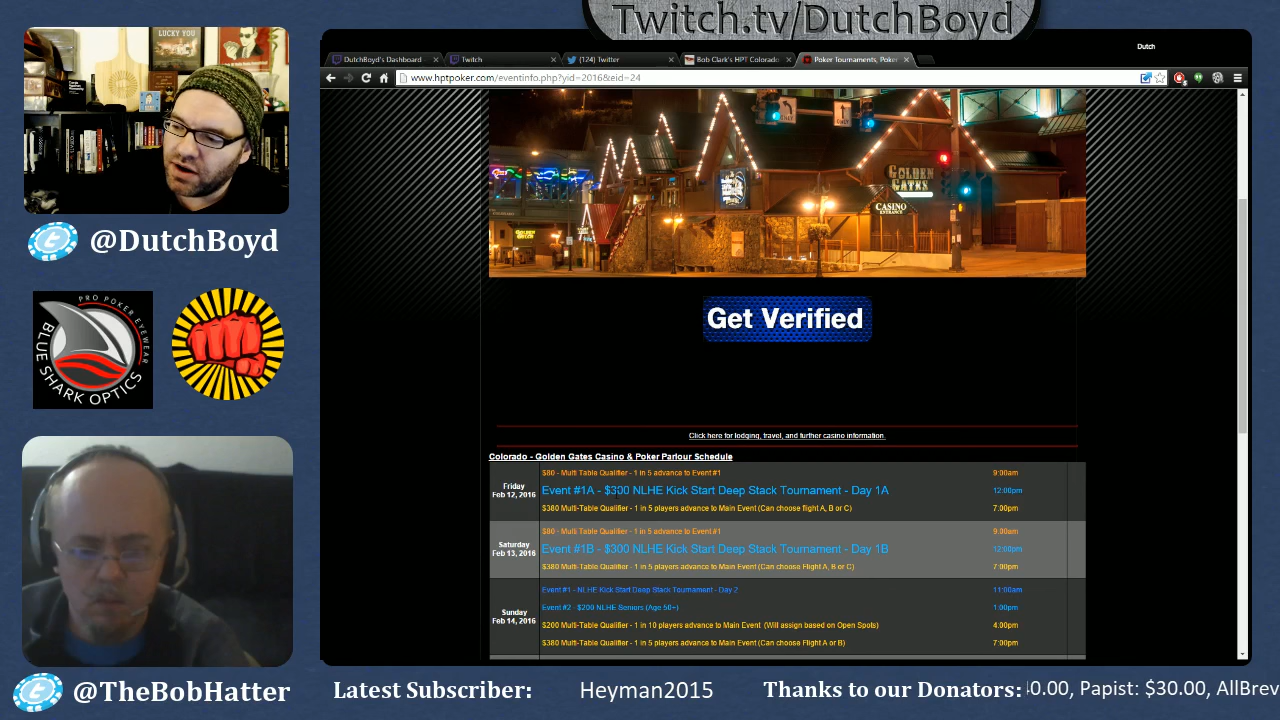 Twitch.tv/DutchBoyd
Dutch
DutchBoyd's Dashboard
Twitch
(124) Twitter
Bob Clark's HPT Colorado
Poker Tournaments, Poker
www.hptpoker.com/eventinfo.php?yid=2016&eid=24
LUCKY YOU
@DutchBoyd
PRO POKER EYEWEAR
BLUE SHARK OPTICS
GOLDEN GATES
CASINO
ENTRANCE
Get Verified
Click here for lodging, travel, and further casino information.
Colorado - Golden Gates Casino & Poker Parlour Schedule
Friday
Feb 12, 2016
$80 - Multi Table Qualifier - 1 in 5 advance to Event #1 9:00am
Event #1A - $300 NLHE Kick Start Deep Stack Tournament - Day 1A 12:00pm
$380 Multi-Table Qualifier - 1 in 5 players advance to Main Event (Can choose flight A, B or C) 7:00pm
Saturday
Feb 13, 2016
$80 - Multi Table Qualifier - 1 in 5 advance to Event #1 9:00am
Event #1B - $300 NLHE Kick Start Deep Stack Tournament - Day 1B 12:00pm
$380 Multi-Table Qualifier - 1 in 5 players advance to Main Event (Can choose Flight A, B or C) 7:00pm
Sunday
Feb 14, 2016
Event #1 - NLHE Kick Start Deep Stack Tournament - Day 2 11:00am
Event #2 - $200 NLHE Seniors (Age 50+) 1:00pm
$200 Multi-Table Qualifier - 1 in 10 players advance to Main Event (Will assign based on Open Spots) 4:00pm
$380 Multi-Table Qualifier - 1 in 5 players advance to Main Event (Can choose Flight A or B) 7:00pm
@TheBobHatter
Latest Subscriber: Heyman2015
Thanks to our Donators: 40.00, Papist: $30.00, AllBrev